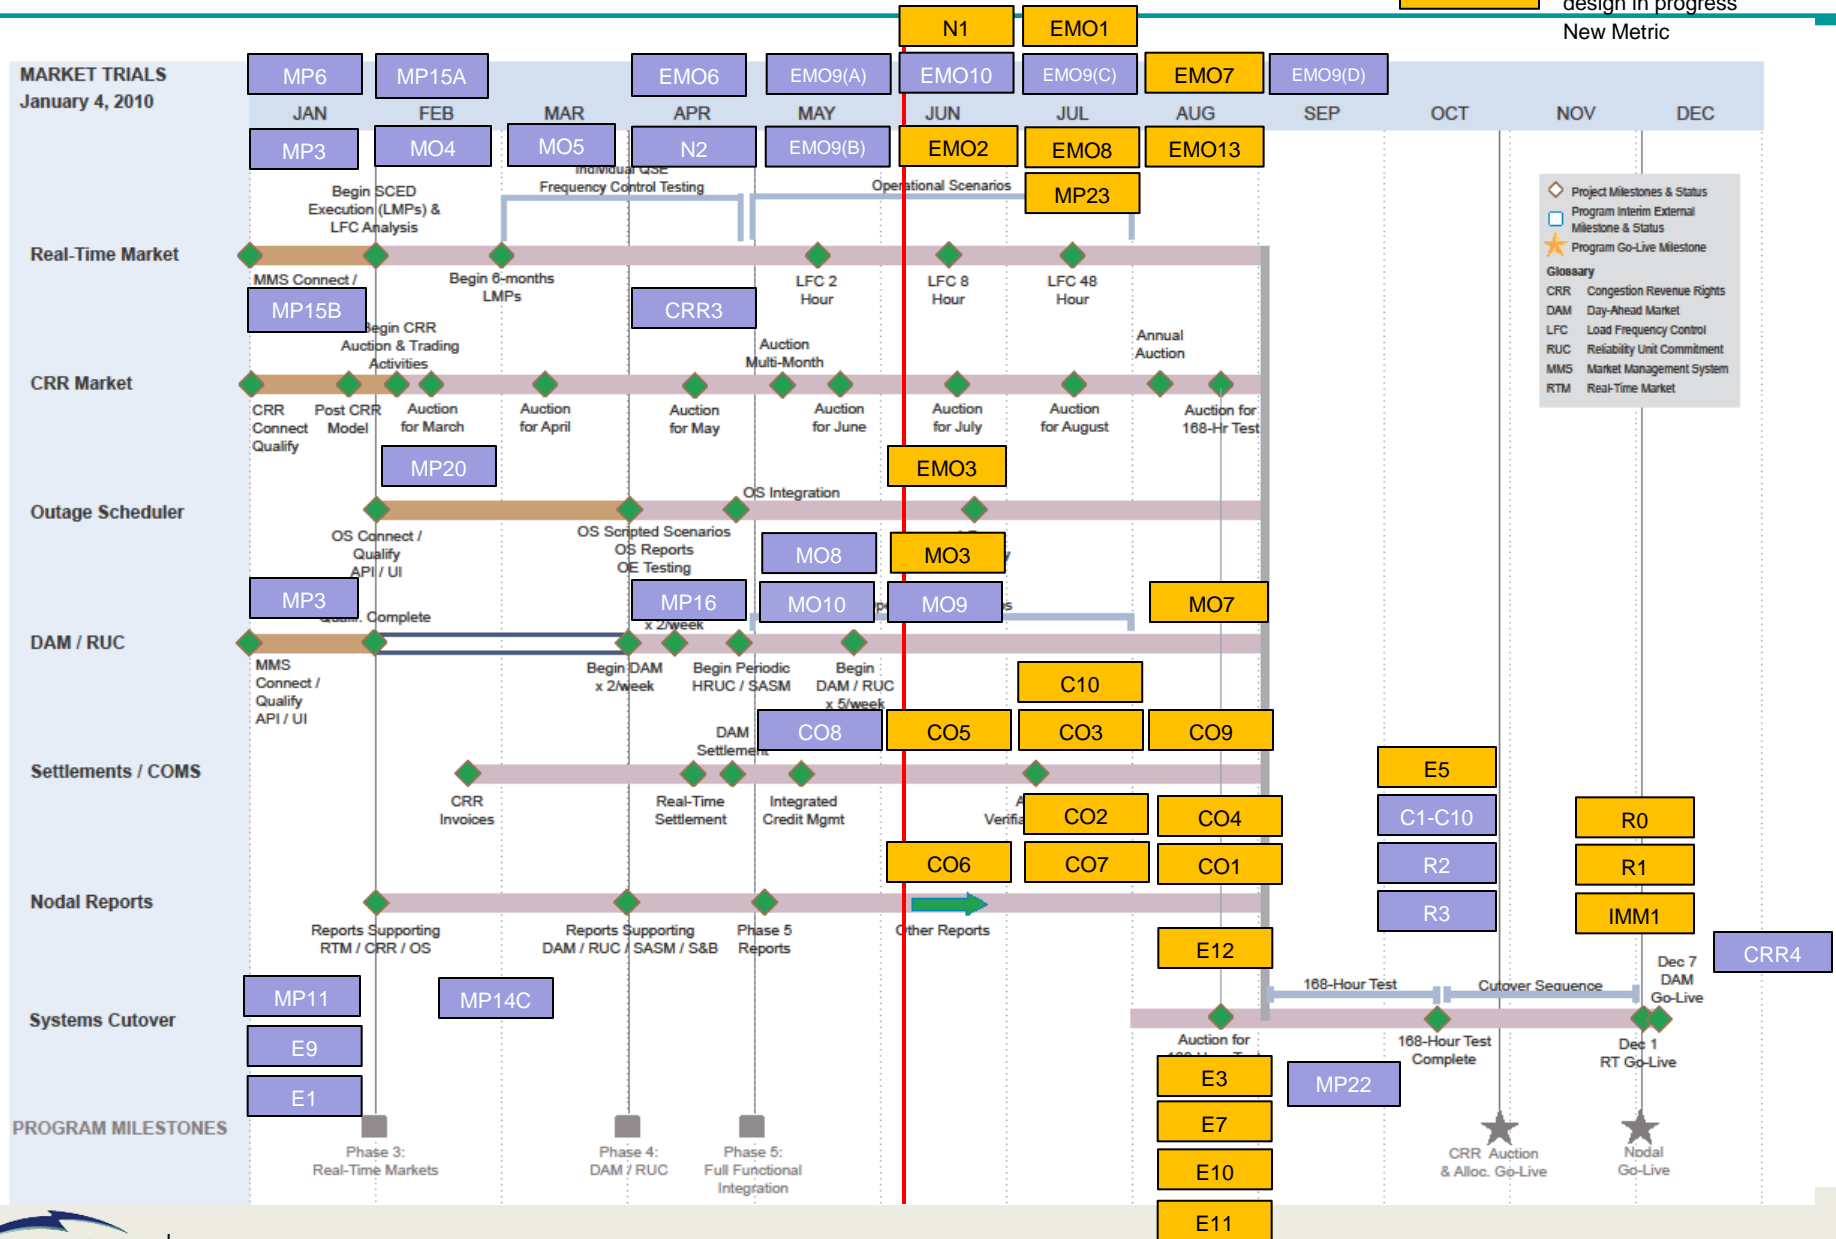 design in progress
New Metric
N1
EMO1
MARKET TRIALS
January 4, 2010
MP6
MP15A
EMO6
EMO9(A)
EMO10
EMO9(C)
EMO7
EMO9(D)
JAN
FEB
MAR
APR
MAY
JUN
JUL
AUG
SEP
OCT
NOV
DEC
MP3
MO4
MO5
N2
EMO9(B)
EMO2
EMO8
EMO13
Begin SCED
Execution (LMPs) &
LFC Analysis
Individual QSE
Frequency Control Testing
Operational Scenarios
MP23
Project Milestones & Status
Program Interim External
Milestone & Status
Program Go-Live Milestone
Glossary
CRR Congestion Revenue Rights
DAM Day-Ahead Market
LFC Load Frequency Control
RUC Reliability Unit Commitment
MMS Market Management System
RTM Real-Time Market
Real-Time Market
MMS Connect /
Begin 6-months
LMPs
LFC 2
Hour
LFC 8
Hour
LFC 48
Hour
MP15B
CRR3
Begin CRR
Auction & Trading
Activities
Auction
Multi-Month
Annual
Auction
CRR Market
CRR
Connect
Qualify
Post CRR
Model
Auction
for March
Auction
for April
Auction
for May
Auction
for June
Auction
for July
Auction
for August
Auction for
168-Hr Test
MP20
EMO3
OS Integration
Outage Scheduler
OS Connect /
Qualify
API / UI
OS Scripted Scenarios
OS Reports
OE Testing
MO8
MO3
MP3
MP16
MO10
MO9
MO7
Complete
x 2/week
DAM / RUC
MMS
Connect /
Qualify
API / UI
Begin DAM
x 2/week
Begin Periodic
HRUC / SASM
Begin
DAM / RUC
x 5/week
C10
DAM
Settlement
CO8
CO5
CO3
CO9
Settlements / COMS
CRR
Invoices
Real-Time
Settlement
Integrated
Credit Mgmt
CO2
CO4
CO6
CO7
CO1
E5
C1-C10
R2
R3
R0
R1
IMM1
Nodal Reports
Reports Supporting
RTM / CRR / OS
Reports Supporting
DAM / RUC / SASM / S&B
Phase 5
Reports
Other Reports
E12
CRR4
MP11
MP14C
168-Hour Test
Cutover Sequence
Dec 7
DAM
Go-Live
Systems Cutover
E9
E1
Auction for
168-Hour Test
Complete
Dec 1
RT Go-Live
E3
MP22
E7
E10
E11
PROGRAM MILESTONES
Phase 3:
Real-Time Markets
Phase 4:
DAM / RUC
Phase 5:
Full Functional
Integration
CRR Auction
& Alloc. Go-Live
Nodal
Go-Live